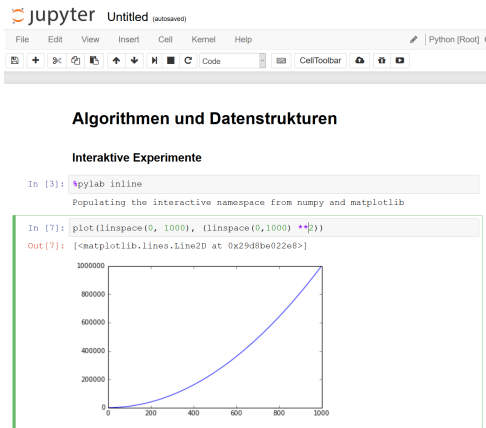 jupyter Untitled (autosaved)
File Edit View Insert Cell Kernel Help Python [Root]
Code CellToolbar
Algorithmen und Datenstrukturen
Interaktive Experimente
In [3]: %pylab inline
Populating the interactive namespace from numpy and matplotlib
In [7]: plot(linspace(0, 1000), (linspace(0,1000) **2))
Out[7]: [<matplotlib.lines.Line2D at 0x29d8be022e8>]
1000000
800000
600000
400000
200000
0
0 200 400 600 800 1000